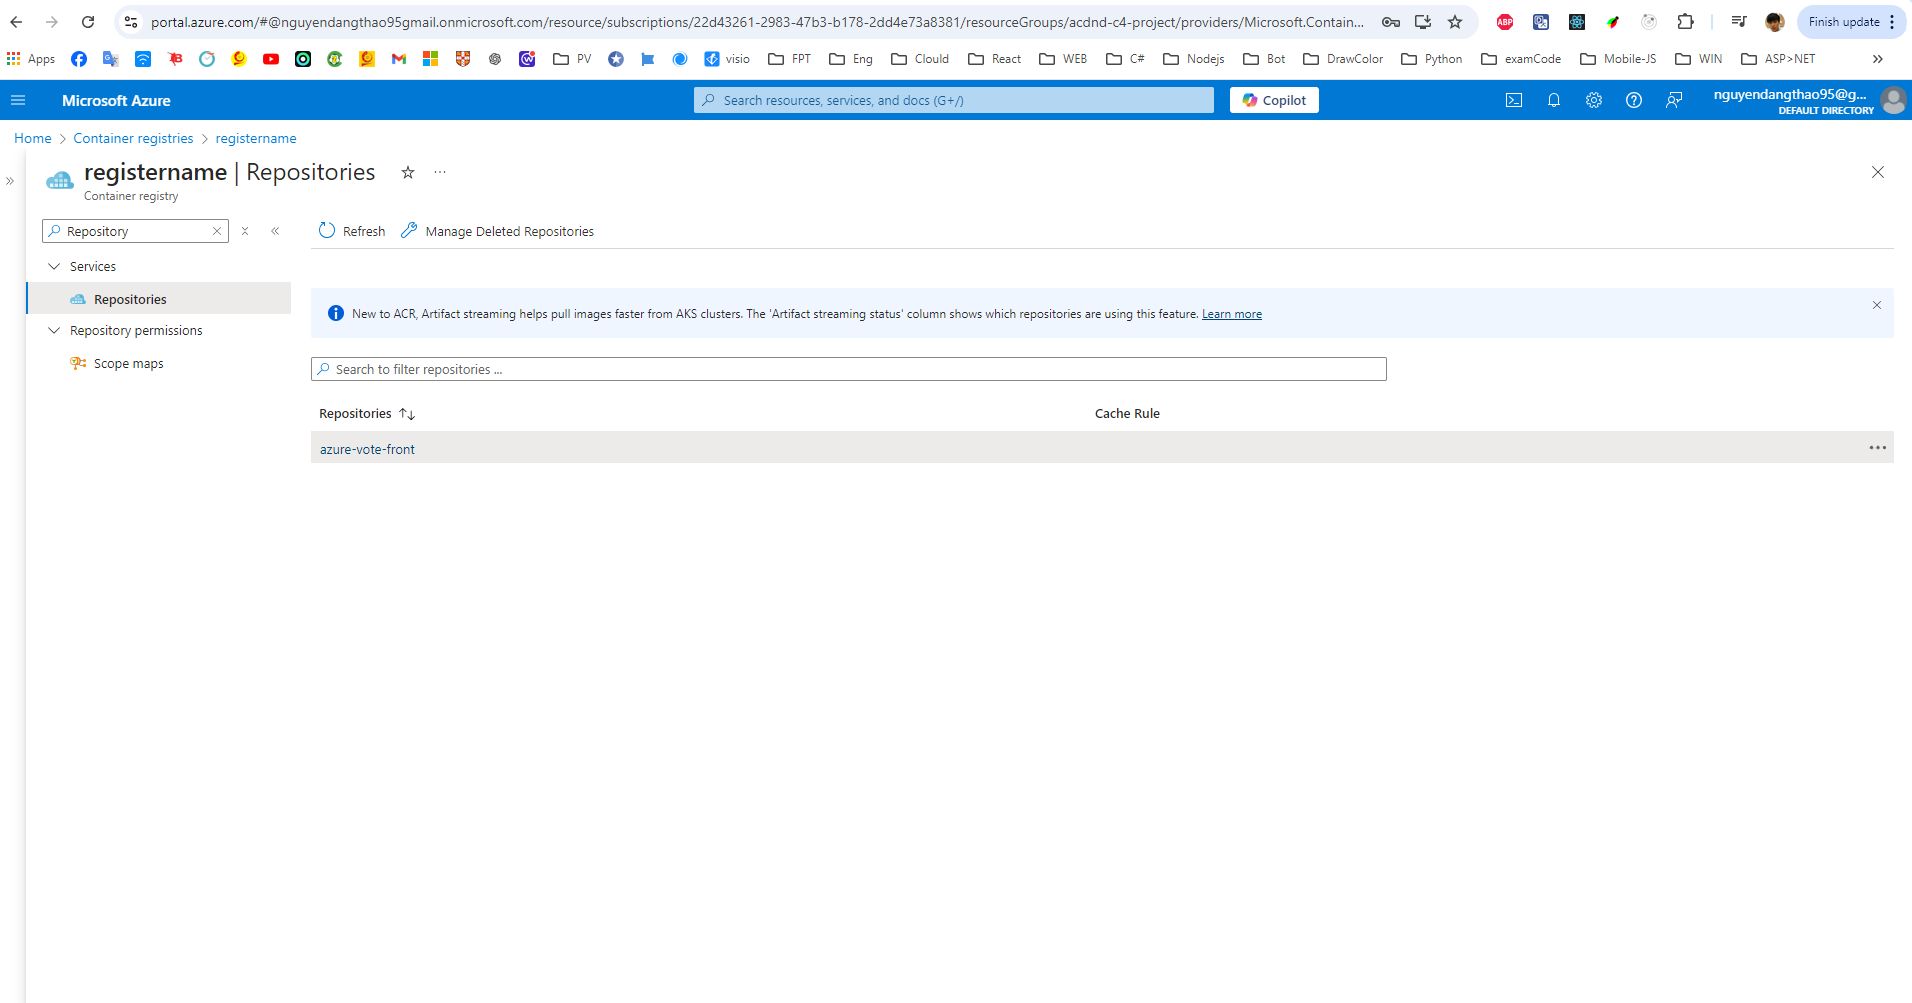 portal.azure.com/#@nguyendangthao95gmail.onmicrosoft.com/resource/subscriptions/22d43261-2983-47b3-b178-2dd4e73a8381/resourceGroups/acdnd-c4-project/providers/Microsoft.Contain...
ABP
Finish update
Apps
visio
PV
FPT
Eng
Clould
React
WEB
C#
Nodejs
Bot
DrawColor
Python
examCode
Mobile-JS
WIN
ASP>NET
Microsoft Azure
Search resources, services, and docs (G+/)
Copilot
nguyendangthao95@g...
DEFAULT DIRECTORY
Home > Container registries > registername
registername | Repositories
Container registry
Repository
Refresh
Manage Deleted Repositories
Services
Repositories
Repository permissions
Scope maps
New to ACR, Artifact streaming helps pull images faster from AKS clusters. The 'Artifact streaming status' column shows which repositories are using this feature. Learn more
Search to filter repositories ...
Repositories
Cache Rule
azure-vote-front